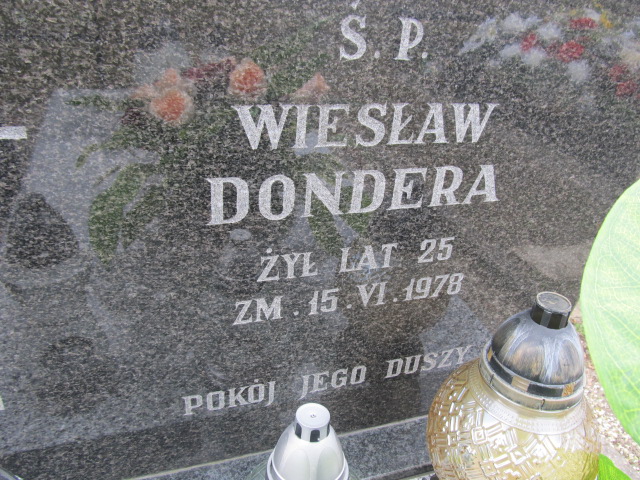 Ś. P.
WIESŁAW
DONDERA
ŻYŁ LAT 25
ZM. 15. VI. 1978
POKÓJ JEGO DUSZY